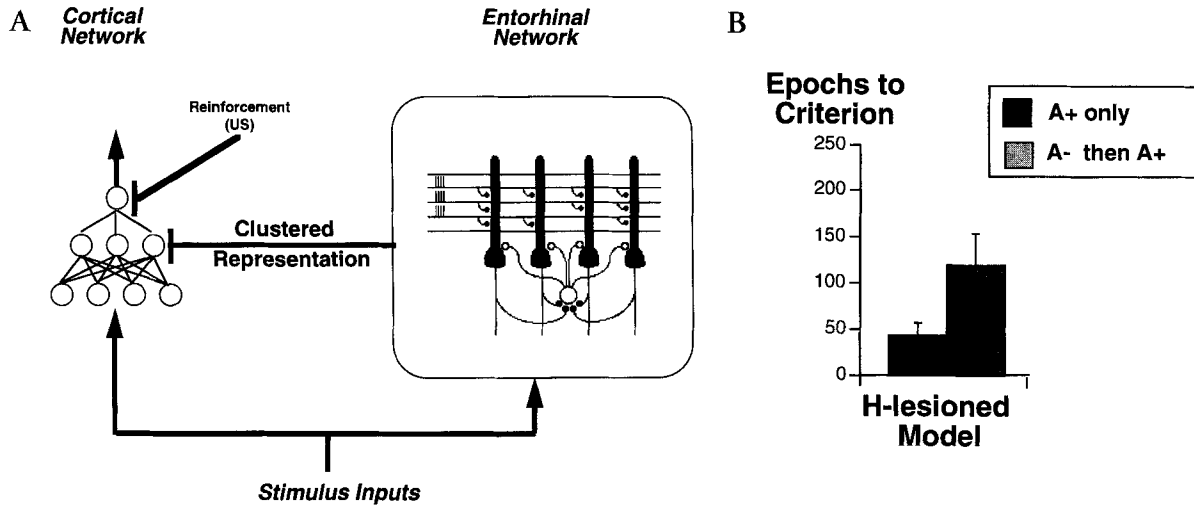 A
Cortical
Network
Entorhinal
Network
Reinforcement
(US)
Clustered
Representation
Stimulus Inputs
B
Epochs to
Criterion
A+ only
A- then A+
250
200
150
100
50
0
H-lesioned
Model